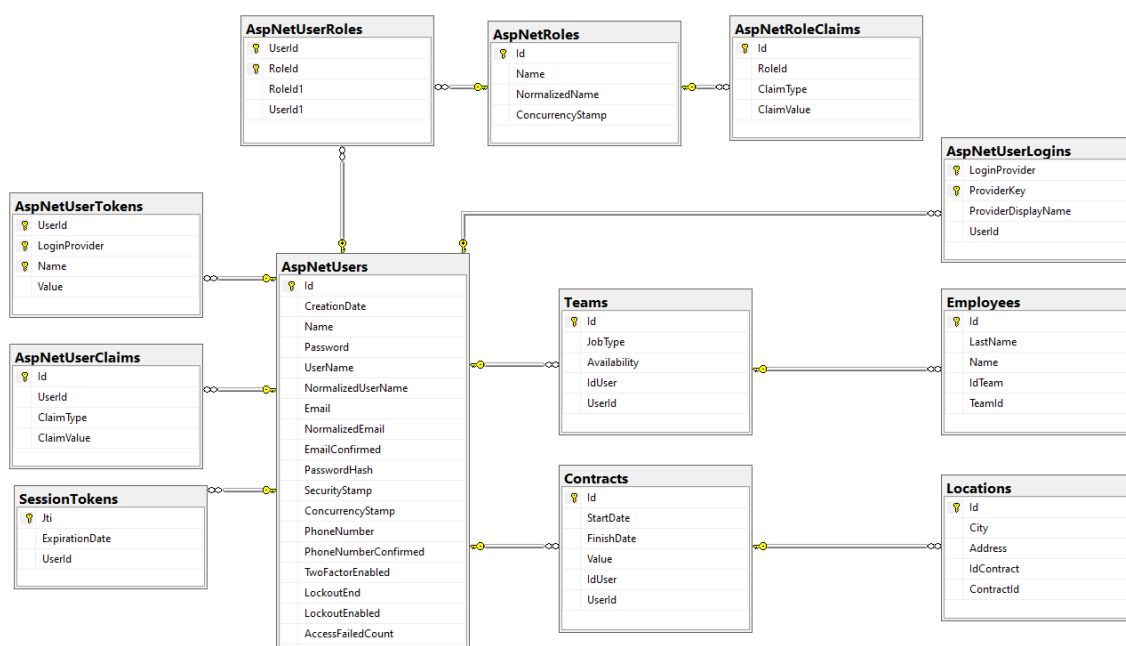 AspNetUserRoles
UserId
RoleId
RoleId1
UserId1
AspNetRoles
Id
Name
NormalizedName
ConcurrencyStamp
AspNetRoleClaims
Id
RoleId
ClaimType
ClaimValue
AspNetUserLogins
LoginProvider
ProviderKey
ProviderDisplayName
UserId
AspNetUserTokens
UserId
LoginProvider
Name
Value
AspNetUsers
Id
CreationDate
Name
Password
UserName
NormalizedUserName
Email
NormalizedEmail
EmailConfirmed
PasswordHash
SecurityStamp
ConcurrencyStamp
PhoneNumber
PhoneNumberConfirmed
TwoFactorEnabled
LockoutEnd
LockoutEnabled
AccessFailedCount
Teams
Id
JobType
Availability
IdUser
UserId
Employees
Id
LastName
Name
IdTeam
TeamId
AspNetUserClaims
Id
UserId
ClaimType
ClaimValue
Contracts
Id
StartDate
FinishDate
Value
IdUser
UserId
Locations
Id
City
Address
IdContract
ContractId
SessionTokens
Jti
ExpirationDate
UserId